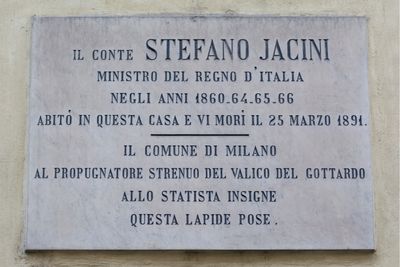 IL CONTE STEFANO JACINI
MINISTRO DEL REGNO D'ITALIA
NEGLI ANNI 1860-64-65-66
ABITÒ IN QUESTA CASA E VI MORÌ IL 25 MARZO 1891.
IL COMUNE DI MILANO
AL PROPUGNATORE STRENUO DEL VALICO DEL GOTTARDO
ALLO STATISTA INSIGNE
QUESTA LAPIDE POSE.